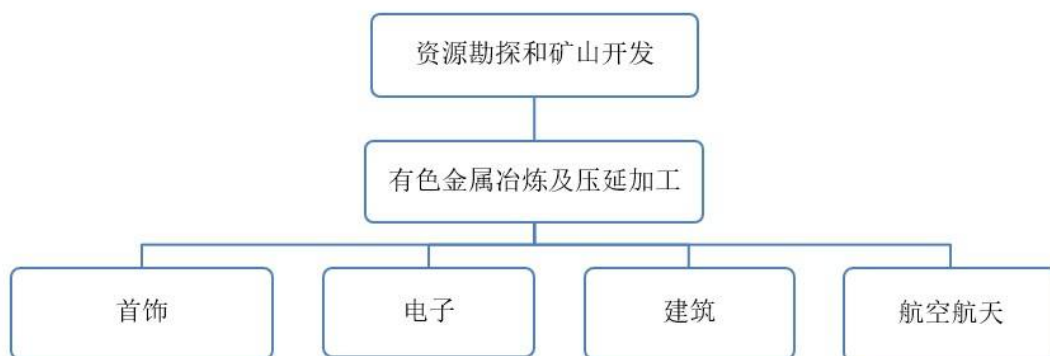 资源勘探和矿山开发
有色金属冶炼及压延加工
首饰
电子
建筑
航空航天